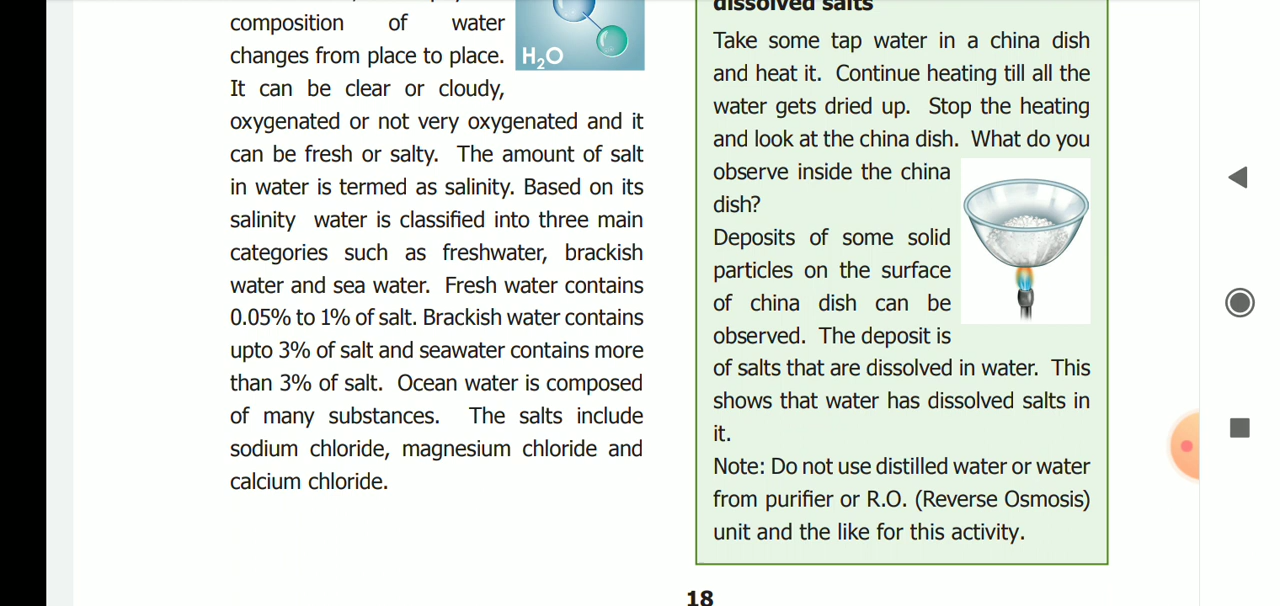 composition of water
changes from place to place.
It can be clear or cloudy,
oxygenated or not very oxygenated and it
can be fresh or salty. The amount of salt
in water is termed as salinity. Based on its
salinity water is classified into three main
categories such as freshwater, brackish
water and sea water. Fresh water contains
0.05% to 1% of salt. Brackish water contains
upto 3% of salt and seawater contains more
than 3% of salt. Ocean water is composed
of many substances. The salts include
sodium chloride, magnesium chloride and
calcium chloride.
H₂O
dissolved salts
Take some tap water in a china dish
and heat it. Continue heating till all the
water gets dried up. Stop the heating
and look at the china dish. What do you
observe inside the china
dish?
Deposits of some solid
particles on the surface
of china dish can be
observed. The deposit is
of salts that are dissolved in water. This
shows that water has dissolved salts in
it.
Note: Do not use distilled water or water
from purifier or R.O. (Reverse Osmosis)
unit and the like for this activity.
18